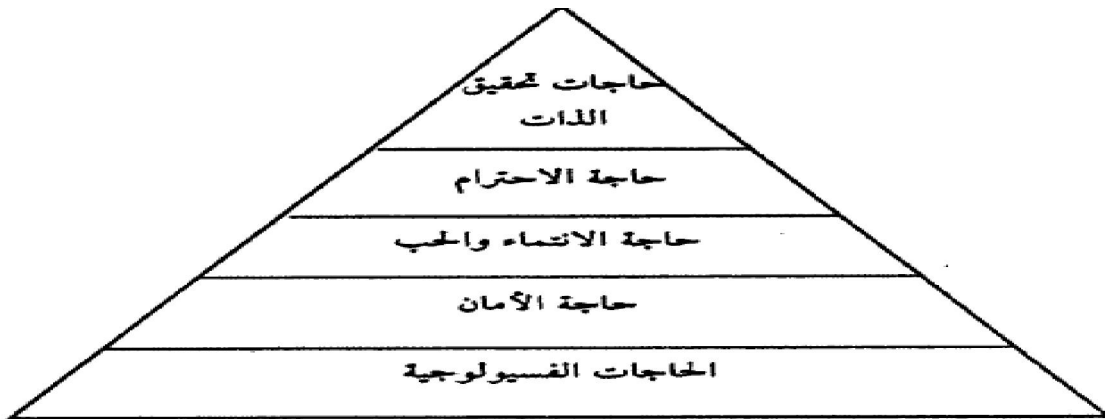 حاجات تحقيق
الذات
حاجة الاحترام
حاجة الانتماء والحب
حاجة الأمان
الحاجات الفسيولوجية